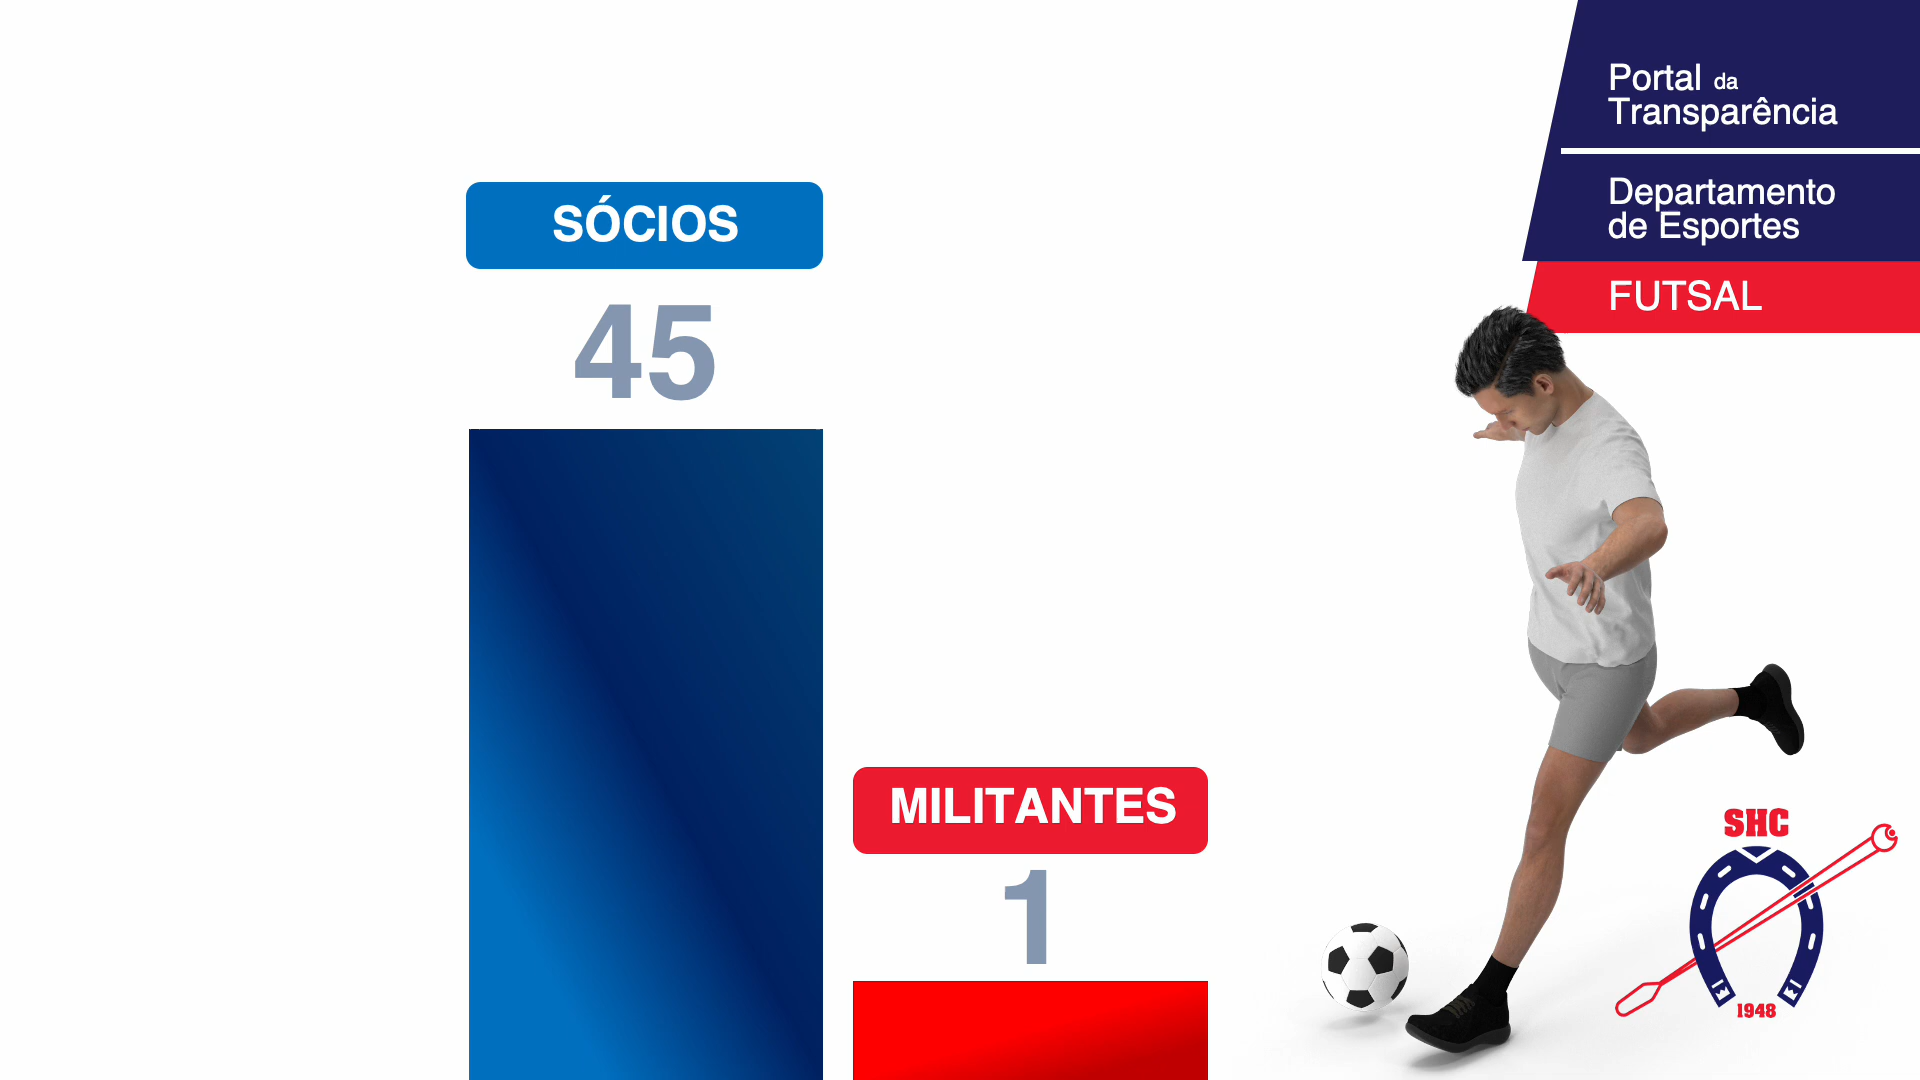 Portal da
Transparência
Departamento
de Esportes
FUTSAL
SÓCIOS
45
MILITANTES
1
SHC
1948